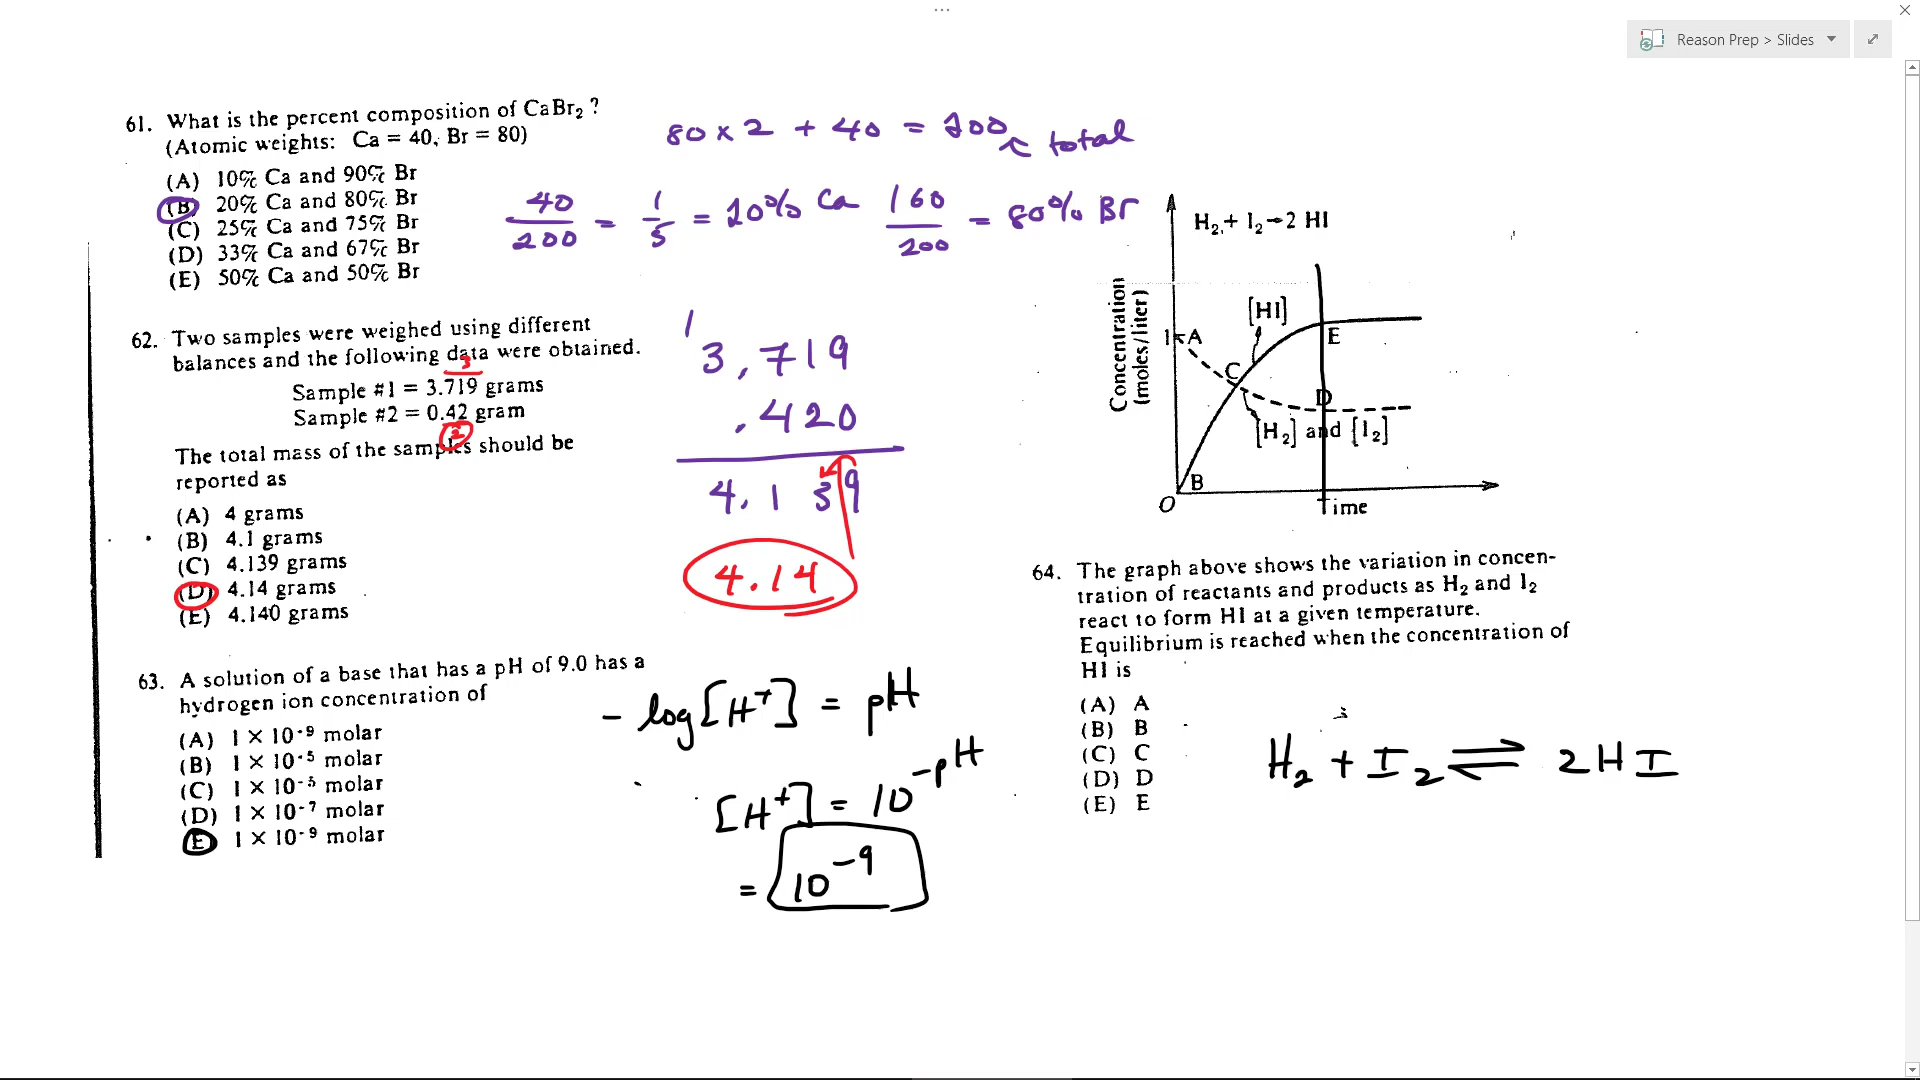 Reason Prep > Slides
61. What is the percent composition of CaBr₂ ?
(Atomic weights: Ca = 40, Br = 80)
(A) 10% Ca and 90% Br
(B) 20% Ca and 80% Br
(C) 25% Ca and 75% Br
(D) 33% Ca and 67% Br
(E) 50% Ca and 50% Br
80 x 2 + 40 = 200 total
40/200 = 1/5 = 20% Ca 160/200 = 80% Br
62. Two samples were weighed using different
balances and the following data were obtained.
3
Sample #1 = 3.719 grams
Sample #2 = 0.42 gram
2
The total mass of the samples should be
reported as
(A) 4 grams
(B) 4.1 grams
(C) 4.139 grams
(D) 4.14 grams
(E) 4.140 grams
1
3,719
.420
4.139
4.14
63. A solution of a base that has a pH of 9.0 has a
hydrogen ion concentration of
(A) 1 × 10⁻⁹ molar
(B) 1 × 10⁻⁵ molar
(C) 1 × 10⁻⁵ molar
(D) 1 × 10⁻⁷ molar
(E) 1 × 10⁻⁹ molar
- log[H⁺] = pH
[H⁺] = 10^-pH
= 10⁻⁹
H₂ + I₂→2 HI
Concentration
(moles/liter)
[HI]
1 A
E
C
D
[H₂] and [I₂]
B
O
Time
64. The graph above shows the variation in concen-
tration of reactants and products as H₂ and I₂
react to form HI at a given temperature.
Equilibrium is reached when the concentration of
HI is
(A) A
(B) B
(C) C
(D) D
(E) E
H₂ + I₂ ⇌ 2HI